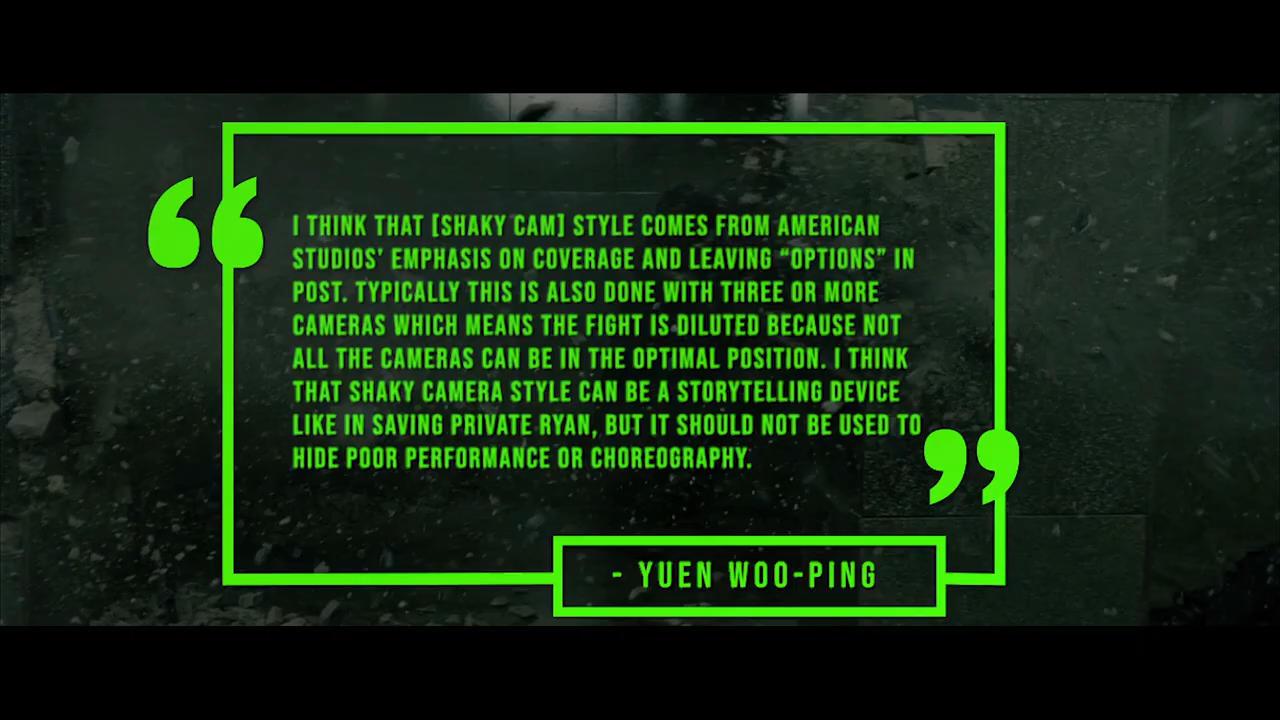 I THINK THAT [SHAKY CAM] STYLE COMES FROM AMERICAN
STUDIOS’ EMPHASIS ON COVERAGE AND LEAVING “OPTIONS” IN
POST. TYPICALLY THIS IS ALSO DONE WITH THREE OR MORE
CAMERAS WHICH MEANS THE FIGHT IS DILUTED BECAUSE NOT
ALL THE CAMERAS CAN BE IN THE OPTIMAL POSITION. I THINK
THAT SHAKY CAMERA STYLE CAN BE A STORYTELLING DEVICE
LIKE IN SAVING PRIVATE RYAN, BUT IT SHOULD NOT BE USED TO
HIDE POOR PERFORMANCE OR CHOREOGRAPHY.
- YUEN WOO-PING